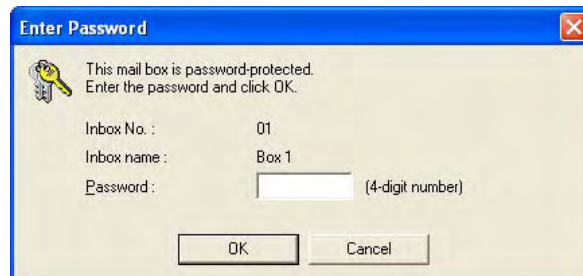 Enter Password
This mail box is password-protected.
Enter the password and click OK.
Inbox No. : 01
Inbox name : Box 1
Password : (4-digit number)
OK Cancel